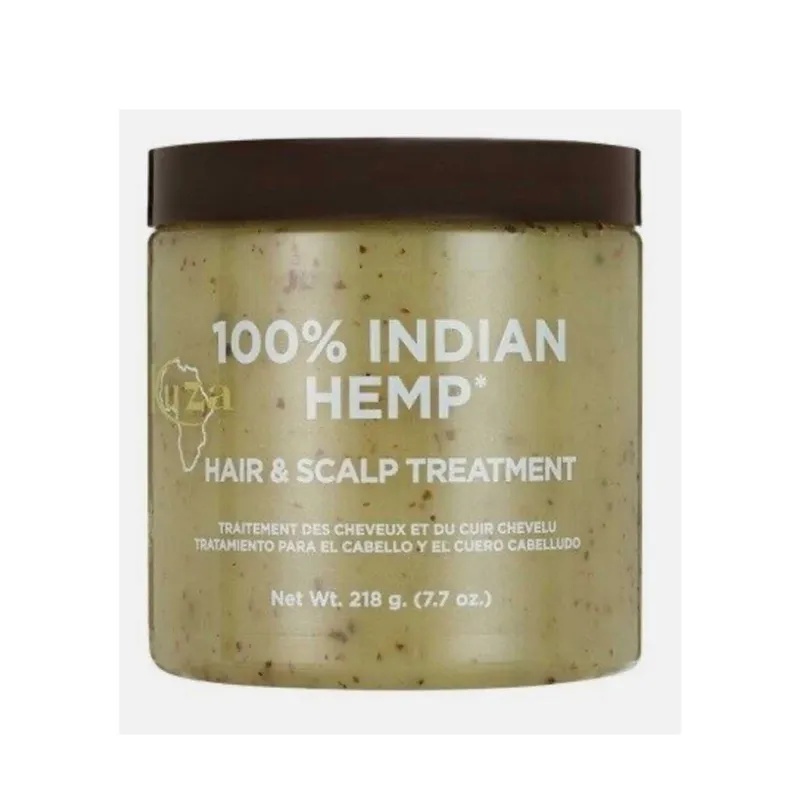 100% INDIAN
HEMP*
uza
HAIR & SCALP TREATMENT
TRAITEMENT DES CHEVEUX ET DU CUIR CHEVELU
TRATAMIENTO PARA EL CABELLO Y EL CUERO CABELLUDO
Net Wt. 218 g. (7.7 oz.)